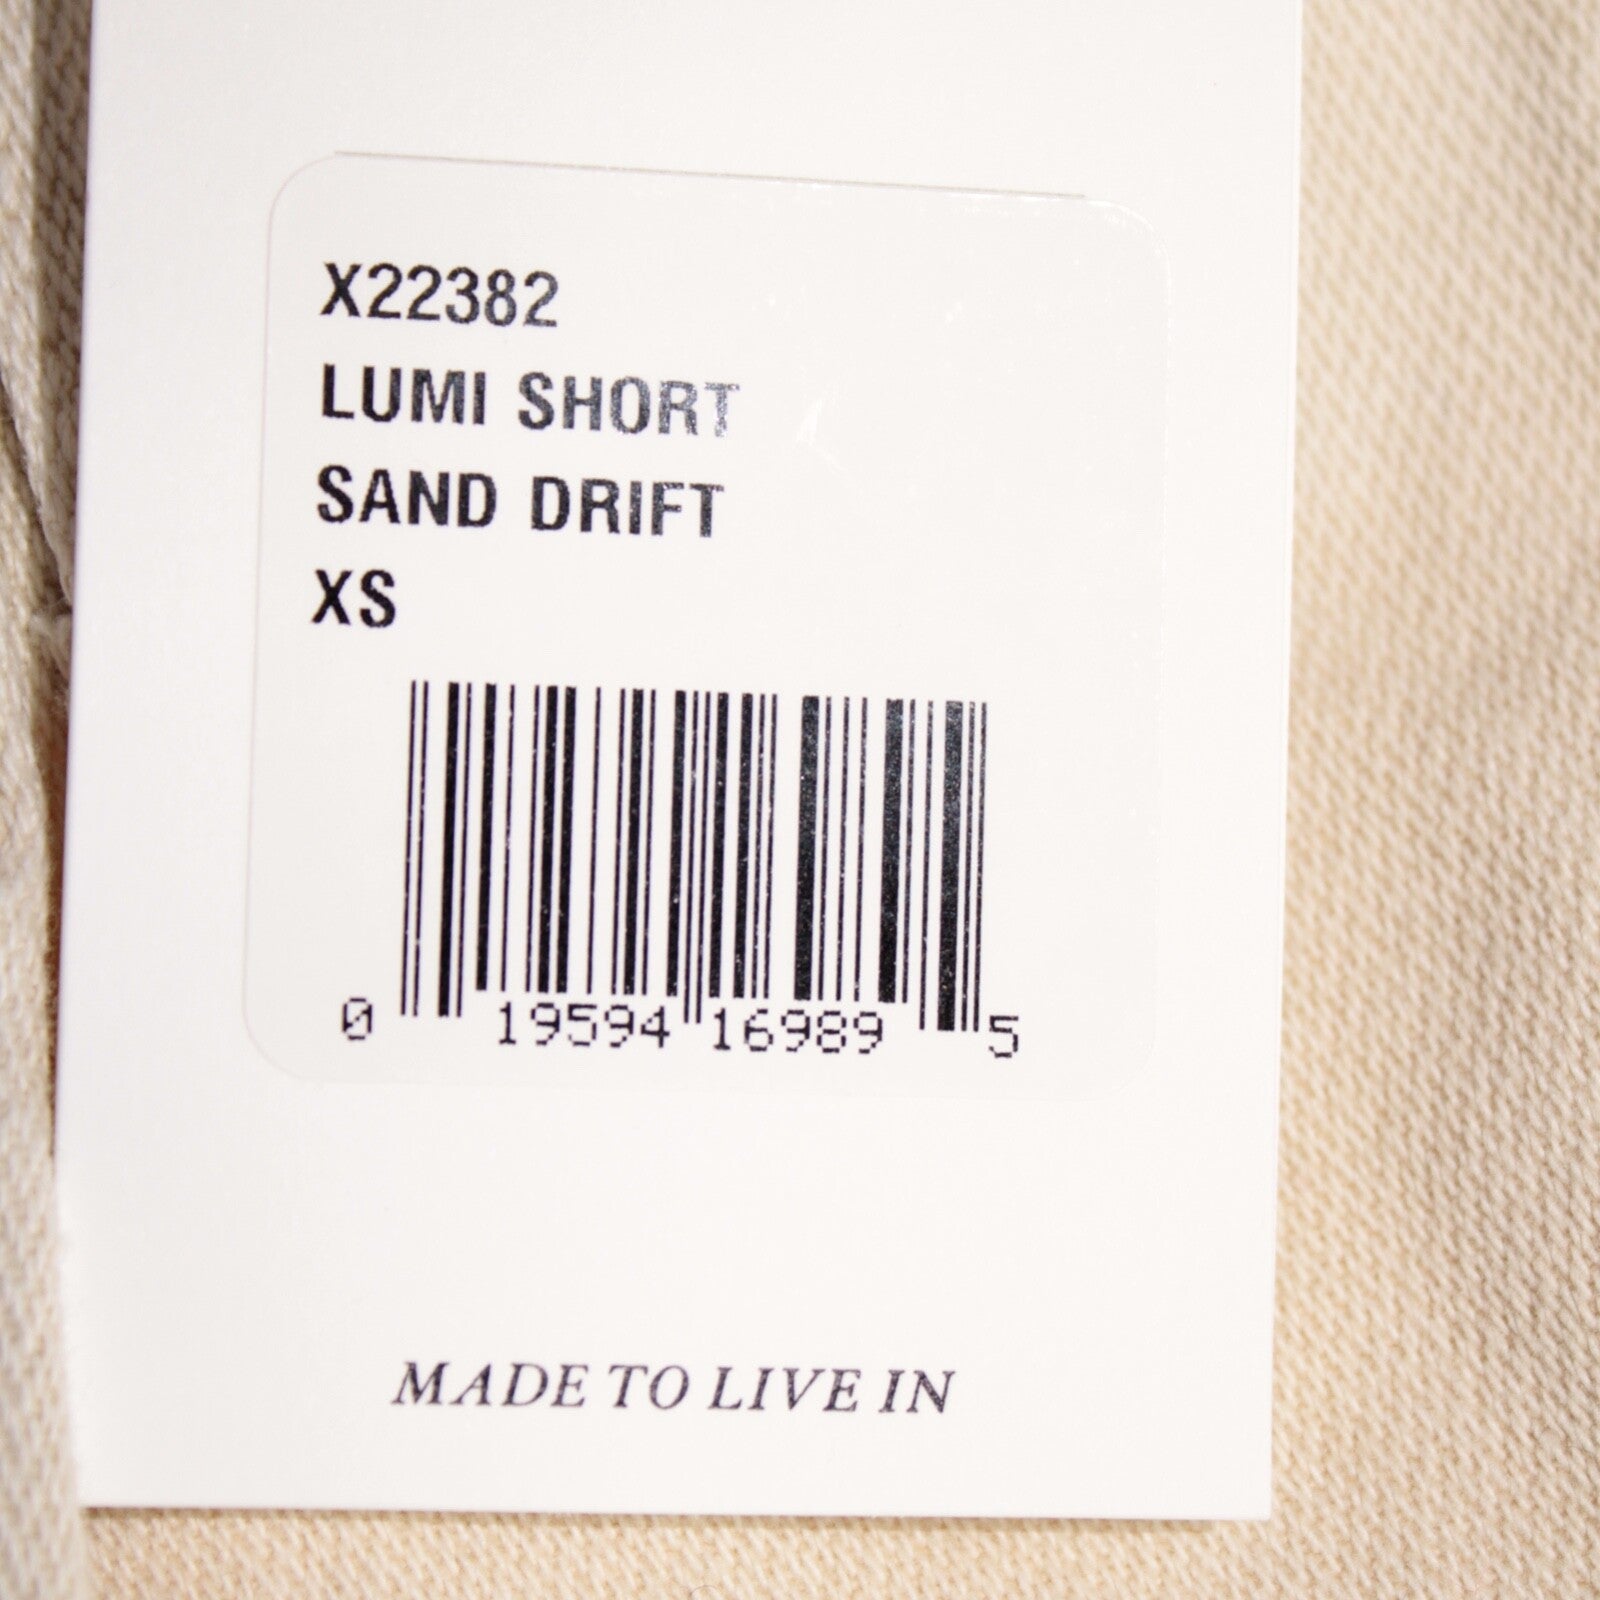 X22382
LUMI SHORT
SAND DRIFT
XS
0 19594 16989 5
MADE TO LIVE IN